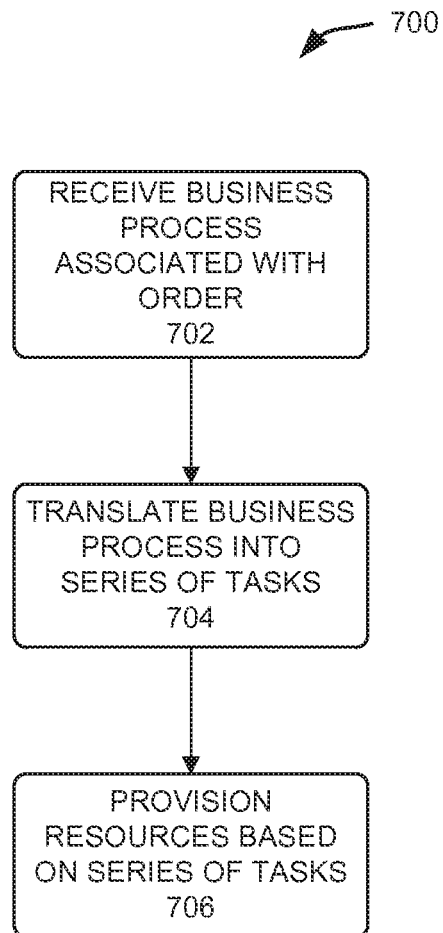 700
RECEIVE BUSINESS
PROCESS
ASSOCIATED WITH
ORDER
702
TRANSLATE BUSINESS
PROCESS INTO
SERIES OF TASKS
704
PROVISION
RESOURCES BASED
ON SERIES OF TASKS
706